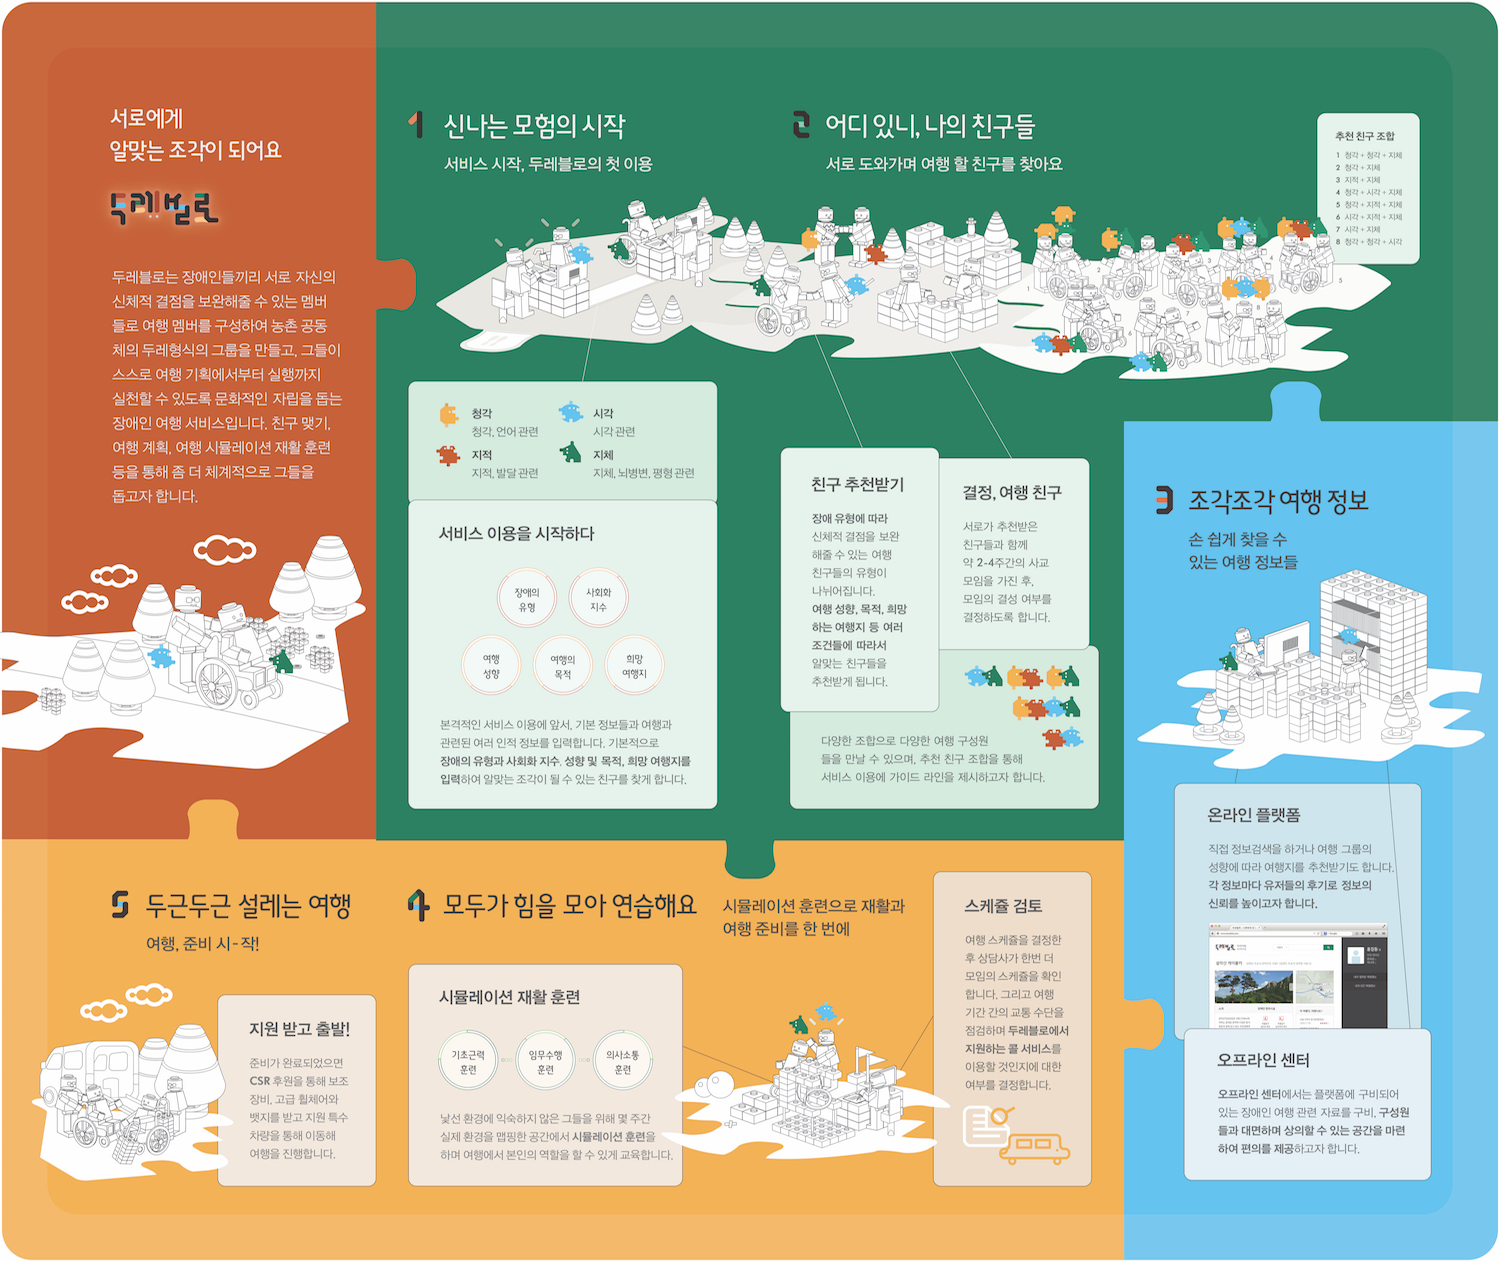 서로에게
알맞는 조각이 되어요
두레블로
두레블로는 장애인들끼리 서로 자신의
신체적 결점을 보완해줄 수 있는 멤버
들로 여행 멤버를 구성하여 농촌 공동
체의 두레형식의 그룹을 만들고, 그들이
스스로 여행 기획에서부터 실행까지
실천할 수 있도록 문화적인 자립을 돕는
장애인 여행 서비스입니다. 친구 맺기,
여행 계획, 여행 시뮬레이션 재활 훈련
등을 통해 좀 더 체계적으로 그들을
돕고자 합니다.
1 신나는 모험의 시작
서비스 시작, 두레블로의 첫 이용
청각
청각, 언어 관련
시각
시각 관련
지적
지적, 발달 관련
지체
지체, 뇌병변, 평형 관련
서비스 이용을 시작하다
장애의
유형
사회화
지수
여행
성향
여행의
목적
희망
여행지
본격적인 서비스 이용에 앞서, 기본 정보들과 여행과
관련된 여러 인적 정보를 입력합니다. 기본적으로
장애의 유형과 사회화 지수, 성향 및 목적, 희망 여행지를
입력하여 알맞는 조각이 될 수 있는 친구를 찾게 합니다.
2 어디 있니, 나의 친구들
서로 도와가며 여행 할 친구를 찾아요
추천 친구 조합
1 청각 + 청각 + 지체
2 청각 + 지체
3 지적 + 지체
4 청각 + 시각 + 지체
5 청각 + 지적 + 지체
6 시각 + 지적 + 지체
7 시각 + 지체
8 청각 + 청각 + 시각
친구 추천받기
장애 유형에 따라
신체적 결점을 보완
해줄 수 있는 여행
친구들의 유형이
나뉘어집니다.
여행 성향, 목적, 희망
하는 여행지 등 여러
조건들에 따라서
알맞는 친구들을
추천받게 됩니다.
결정, 여행 친구
서로가 추천받은
친구들과 함께
약 2-4주간의 사교
모임을 가진 후,
모임의 결성 여부를
결정하도록 합니다.
다양한 조합으로 다양한 여행 구성원
들을 만날 수 있으며, 추천 친구 조합을 통해
서비스 이용에 가이드 라인을 제시하고자 합니다.
3 조각조각 여행 정보
손 쉽게 찾을 수
있는 여행 정보들
온라인 플랫폼
직접 정보검색을 하거나 여행 그룹의
성향에 따라 여행지를 추천받기도 합니다.
각 정보마다 유저들의 후기로 정보의
신뢰를 높이고자 합니다.
두레블로
오프라인 센터
오프라인 센터에서는 플랫폼에 구비되어
있는 장애인 여행 관련 자료를 구비, 구성원
들과 대면하며 상의할 수 있는 공간을 마련
하여 편의를 제공하고자 합니다.
4 모두가 힘을 모아 연습해요
시뮬레이션 훈련으로 재활과
여행 준비를 한 번에
시뮬레이션 재활 훈련
기초근력
훈련
임무수행
훈련
의사소통
훈련
낯선 환경에 익숙하지 않은 그들을 위해 몇 주간
실제 환경을 맵핑한 공간에서 시뮬레이션 훈련을
하며 여행에서 본인의 역할을 할 수 있게 교육합니다.
스케쥴 검토
여행 스케쥴을 결정한
후 상담사가 한번 더
모임의 스케쥴을 확인
합니다. 그리고 여행
기간 간의 교통 수단을
점검하며 두레블로에서
지원하는 콜 서비스를
이용할 것인지에 대한
여부를 결정합니다.
5 두근두근 설레는 여행
여행, 준비 시-작!
지원 받고 출발!
준비가 완료되었으면
CSR 후원을 통해 보조
장비, 고급 휠체어와
뱃지를 받고 지원 특수
차량을 통해 이동해
여행을 진행합니다.